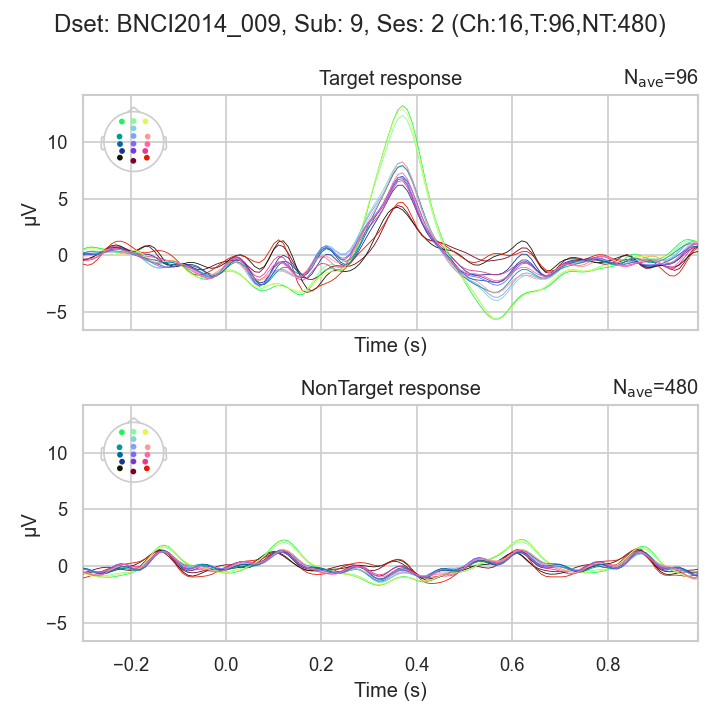 Dset: BNCI2014_009, Sub: 9, Ses: 2 (Ch:16,T:96,NT:480)
Target response
Nave=96
10
5
0
−5
µV
Time (s)
NonTarget response
Nave=480
10
5
0
−5
µV
−0.2 0.0 0.2 0.4 0.6 0.8
Time (s)